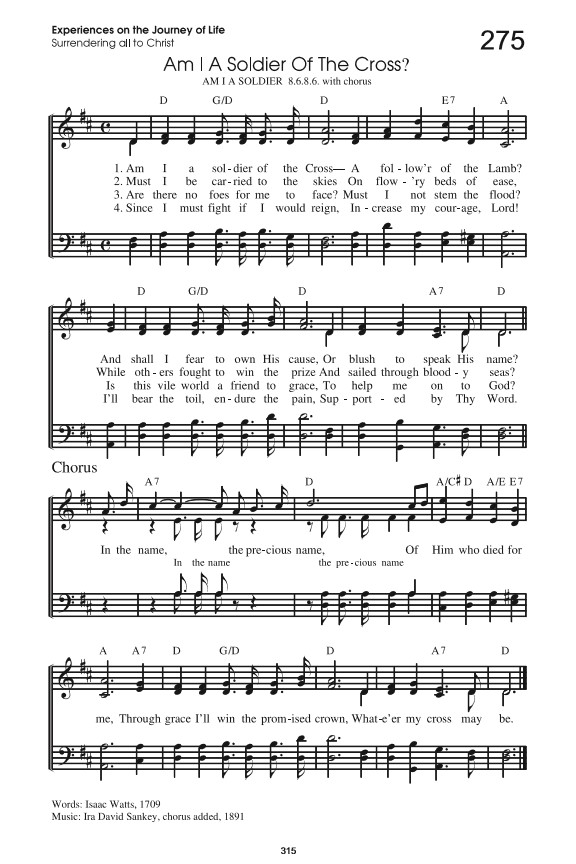 Experiences on the Journey of Life
Surrendering all to Christ
275
Am I A Soldier Of The Cross?
AM I A SOLDIER 8.6.8.6. with chorus
D G/D D E7 A
1. Am I a sol-dier of the Cross— A fol-low'r of the Lamb?
2. Must I be car-ried to the skies On flow-'ry beds of ease,
3. Are there no foes for me to face? Must I not stem the flood?
4. Since I must fight if I would reign, In-crease my cour-age, Lord!
D G/D D A7 D
And shall I fear to own His cause, Or blush to speak His name?
While oth-ers fought to win the prize And sailed through blood-y seas?
Is this vile world a friend to grace, To help me on to God?
I'll bear the toil, en-dure the pain, Sup-port-ed by Thy Word.
Chorus
A7 D A/C# D A/E E7
In the name, the pre-cious name, Of Him who died for
In the name the pre-cious name
A A7 D G/D D A7 D
me, Through grace I'll win the prom-ised crown, What-e'er my cross may be.
Words: Isaac Watts, 1709
Music: Ira David Sankey, chorus added, 1891
315